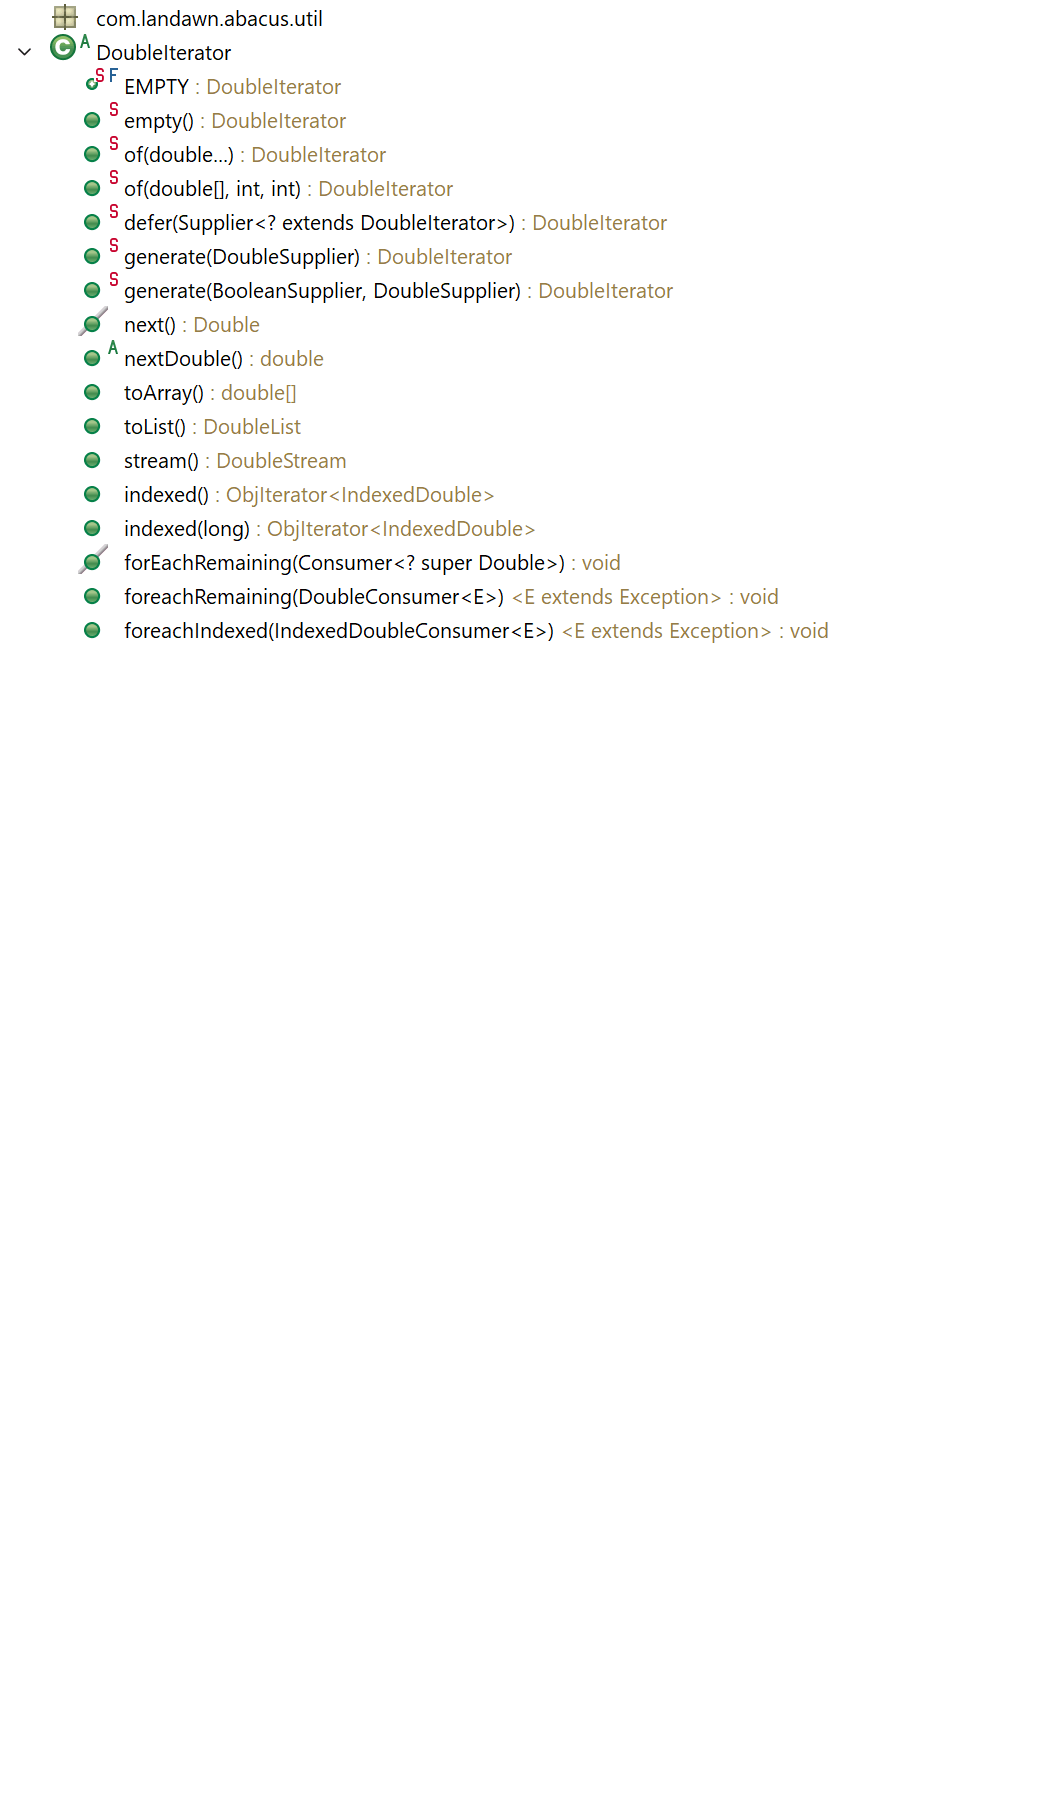 com.landawn.abacus.util
C A DoubleIterator
S F EMPTY : DoubleIterator
S empty() : DoubleIterator
S of(double...) : DoubleIterator
S of(double[], int, int) : DoubleIterator
S defer(Supplier<? extends DoubleIterator>) : DoubleIterator
S generate(DoubleSupplier) : DoubleIterator
S generate(BooleanSupplier, DoubleSupplier) : DoubleIterator
next() : Double
A nextDouble() : double
toArray() : double[]
toList() : DoubleList
stream() : DoubleStream
indexed() : ObjIterator<IndexedDouble>
indexed(long) : ObjIterator<IndexedDouble>
forEachRemaining(Consumer<? super Double>) : void
foreachRemaining(DoubleConsumer<E>) <E extends Exception> : void
foreachIndexed(IndexedDoubleConsumer<E>) <E extends Exception> : void